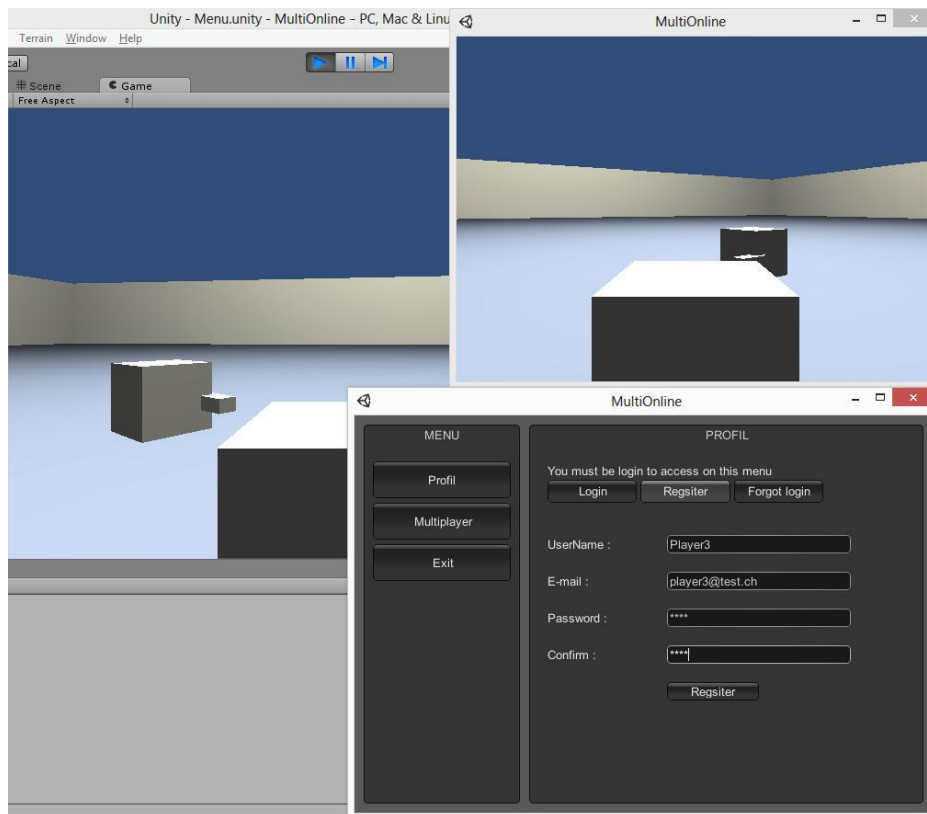 Unity - Menu.unity - MultiOnline - PC, Mac & Linu
Terrain Window Help
Scene Game
Free Aspect
MultiOnline
MultiOnline
MENU
Profil
Multiplayer
Exit
PROFIL
You must be login to access on this menu
Login Regsiter Forgot login
UserName : Player3
E-mail : player3@test.ch
Password : ****
Confirm : ****
Regsiter